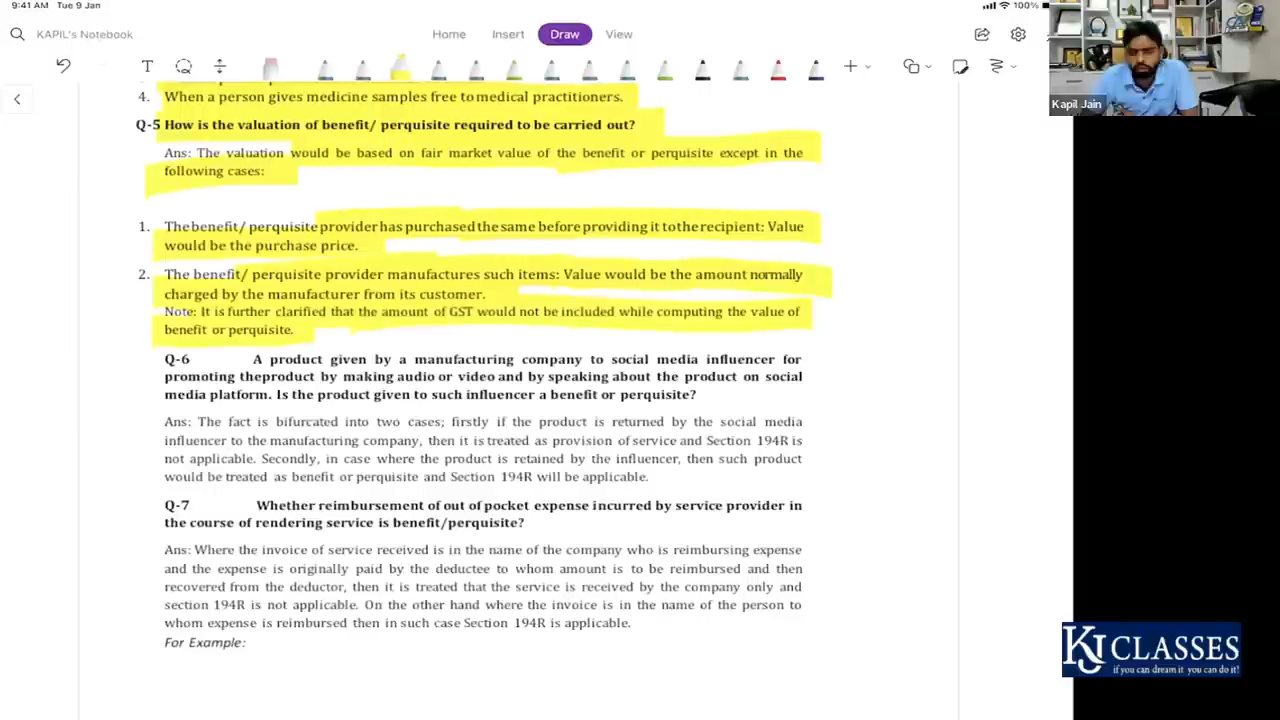 9:41 AM Tue 9 Jan
100%
KAPIL's Notebook
Home Insert Draw View
4. When a person gives medicine samples free to medical practitioners.
Q-5 How is the valuation of benefit/ perquisite required to be carried out?
Ans: The valuation would be based on fair market value of the benefit or perquisite except in the
following cases:
1. The benefit/ perquisite provider has purchased the same before providing it to the recipient: Value
would be the purchase price.
2. The benefit/ perquisite provider manufactures such items: Value would be the amount normally
charged by the manufacturer from its customer.
Note: It is further clarified that the amount of GST would not be included while computing the value of
benefit or perquisite.
Q-6 A product given by a manufacturing company to social media influencer for
promoting theproduct by making audio or video and by speaking about the product on social
media platform. Is the product given to such influencer a benefit or perquisite?
Ans: The fact is bifurcated into two cases; firstly if the product is returned by the social media
influencer to the manufacturing company, then it is treated as provision of service and Section 194R is
not applicable. Secondly, in case where the product is retained by the influencer, then such product
would be treated as benefit or perquisite and Section 194R will be applicable.
Q-7 Whether reimbursement of out of pocket expense incurred by service provider in
the course of rendering service is benefit/perquisite?
Ans: Where the invoice of service received is in the name of the company who is reimbursing expense
and the expense is originally paid by the deductee to whom amount is to be reimbursed and then
recovered from the deductor, then it is treated that the service is received by the company only and
section 194R is not applicable. On the other hand where the invoice is in the name of the person to
whom expense is reimbursed then in such case Section 194R is applicable.
For Example:
Kapil Jain
KJ CLASSES
if you can dream it you can do it!